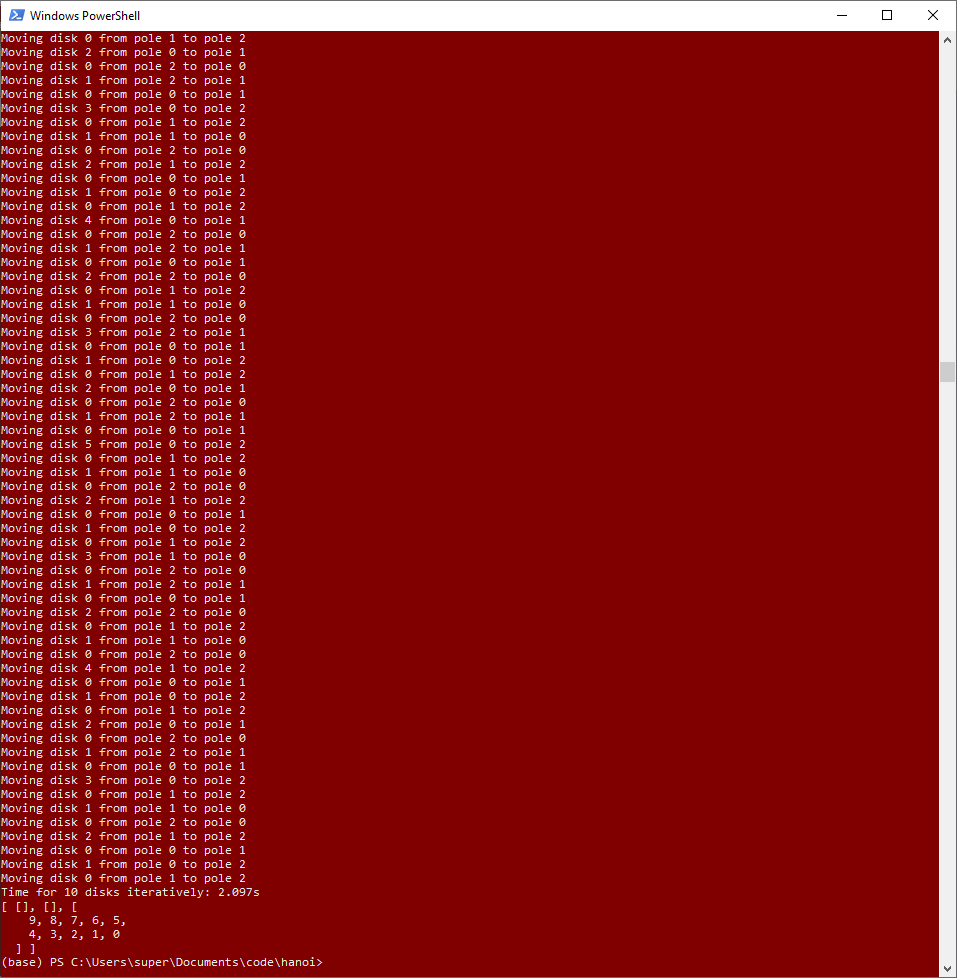 Windows PowerShell
Moving disk 0 from pole 1 to pole 2
Moving disk 2 from pole 0 to pole 1
Moving disk 0 from pole 2 to pole 0
Moving disk 1 from pole 2 to pole 1
Moving disk 0 from pole 0 to pole 1
Moving disk 3 from pole 0 to pole 2
Moving disk 0 from pole 1 to pole 2
Moving disk 1 from pole 1 to pole 0
Moving disk 0 from pole 2 to pole 0
Moving disk 2 from pole 1 to pole 2
Moving disk 0 from pole 0 to pole 1
Moving disk 1 from pole 0 to pole 2
Moving disk 0 from pole 1 to pole 2
Moving disk 4 from pole 0 to pole 1
Moving disk 0 from pole 2 to pole 0
Moving disk 1 from pole 2 to pole 1
Moving disk 0 from pole 0 to pole 1
Moving disk 2 from pole 2 to pole 0
Moving disk 0 from pole 1 to pole 2
Moving disk 1 from pole 1 to pole 0
Moving disk 0 from pole 2 to pole 0
Moving disk 3 from pole 2 to pole 1
Moving disk 0 from pole 0 to pole 1
Moving disk 1 from pole 0 to pole 2
Moving disk 0 from pole 1 to pole 2
Moving disk 2 from pole 0 to pole 1
Moving disk 0 from pole 2 to pole 0
Moving disk 1 from pole 2 to pole 1
Moving disk 0 from pole 0 to pole 1
Moving disk 5 from pole 0 to pole 2
Moving disk 0 from pole 1 to pole 2
Moving disk 1 from pole 1 to pole 0
Moving disk 0 from pole 2 to pole 0
Moving disk 2 from pole 1 to pole 2
Moving disk 0 from pole 0 to pole 1
Moving disk 1 from pole 0 to pole 2
Moving disk 0 from pole 1 to pole 2
Moving disk 3 from pole 1 to pole 0
Moving disk 0 from pole 2 to pole 0
Moving disk 1 from pole 2 to pole 1
Moving disk 0 from pole 0 to pole 1
Moving disk 2 from pole 2 to pole 0
Moving disk 0 from pole 1 to pole 2
Moving disk 1 from pole 1 to pole 0
Moving disk 0 from pole 2 to pole 0
Moving disk 4 from pole 1 to pole 2
Moving disk 0 from pole 0 to pole 1
Moving disk 1 from pole 0 to pole 2
Moving disk 0 from pole 1 to pole 2
Moving disk 2 from pole 0 to pole 1
Moving disk 0 from pole 2 to pole 0
Moving disk 1 from pole 2 to pole 1
Moving disk 0 from pole 0 to pole 1
Moving disk 3 from pole 0 to pole 2
Moving disk 0 from pole 1 to pole 2
Moving disk 1 from pole 1 to pole 0
Moving disk 0 from pole 2 to pole 0
Moving disk 2 from pole 1 to pole 2
Moving disk 0 from pole 0 to pole 1
Moving disk 1 from pole 0 to pole 2
Moving disk 0 from pole 1 to pole 2
Time for 10 disks iteratively: 2.097s
[ [], [], [
    9, 8, 7, 6, 5,
    4, 3, 2, 1, 0
  ] ]
(base) PS C:\Users\super\Documents\code\hanoi>